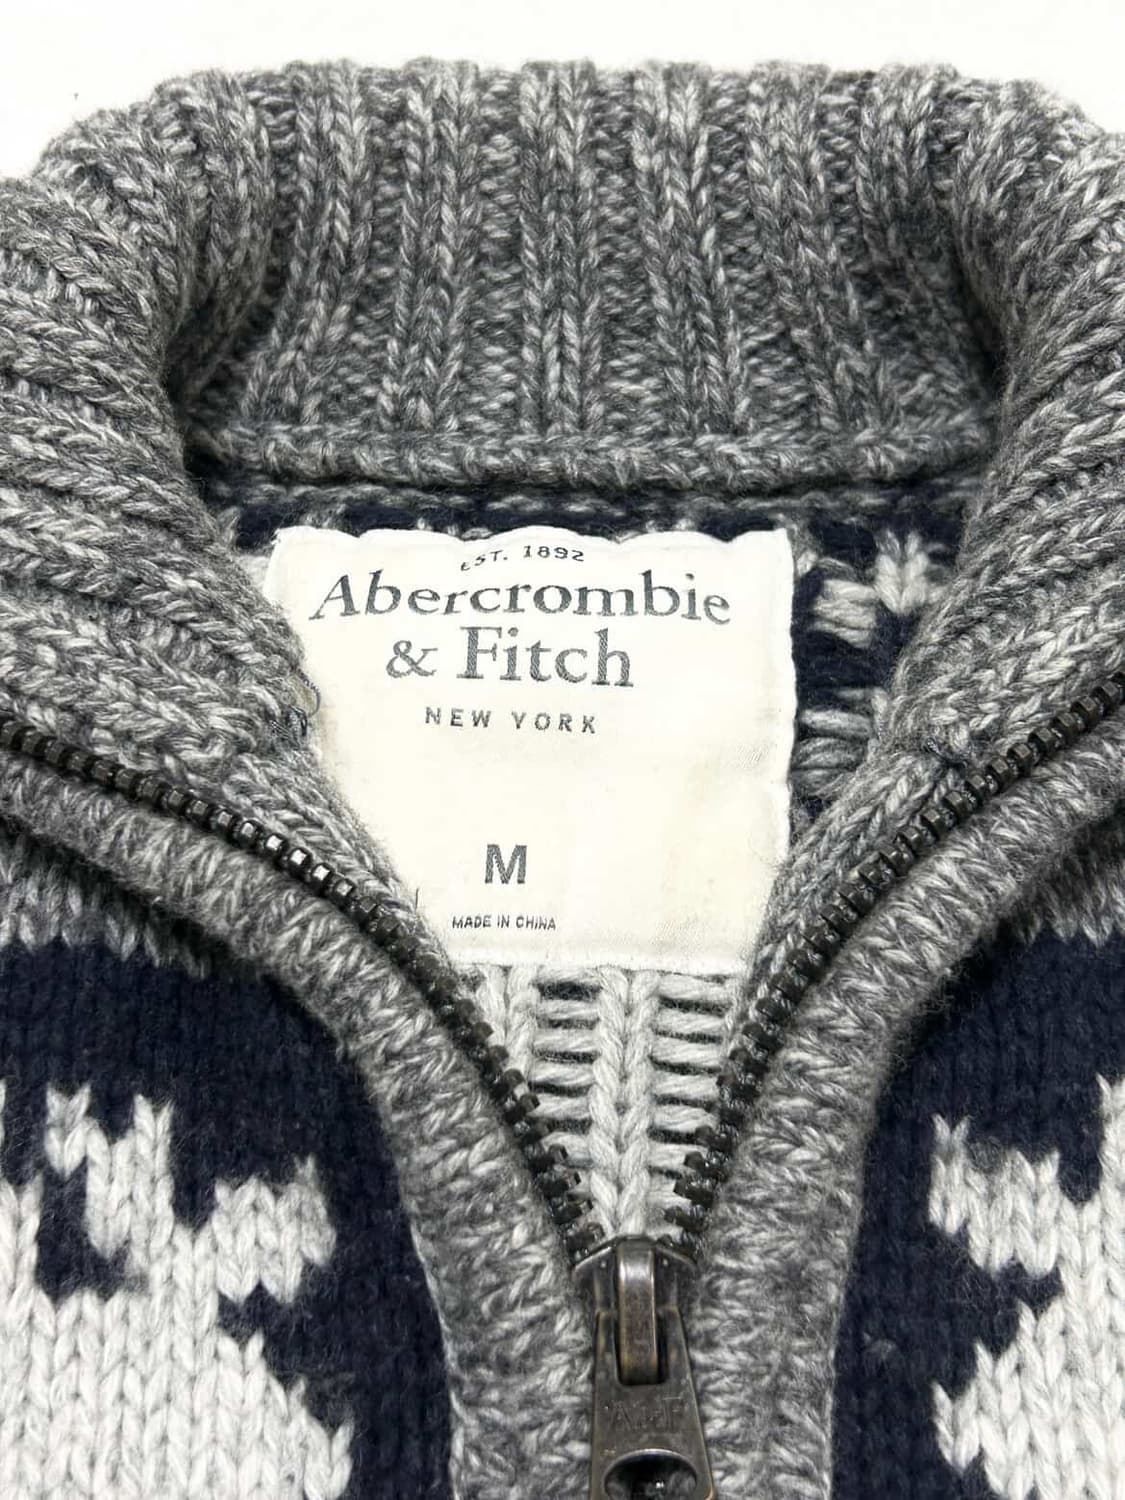 EST. 1892
Abercrombie
& Fitch
NEW YORK
M
MADE IN CHINA
A&F